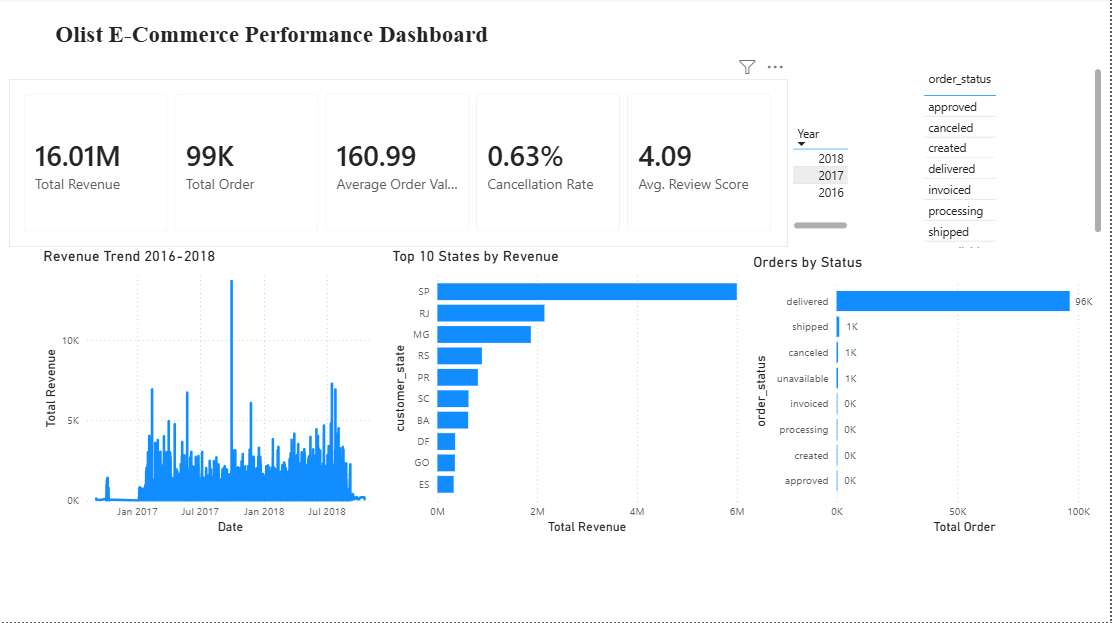 Olist E-Commerce Performance Dashboard
16.01M
Total Revenue
99K
Total Order
160.99
Average Order Val...
0.63%
Cancellation Rate
4.09
Avg. Review Score
Year
2018
2017
2016
order_status
approved
canceled
created
delivered
invoiced
processing
shipped
Revenue Trend 2016-2018
Total Revenue
10K
5K
0K
Jan 2017 Jul 2017 Jan 2018 Jul 2018
Date
Top 10 States by Revenue
customer_state
SP
RJ
MG
RS
PR
SC
BA
DF
GO
ES
0M 2M 4M 6M
Total Revenue
Orders by Status
order_status
delivered 96K
shipped 1K
canceled 1K
unavailable 1K
invoiced 0K
processing 0K
created 0K
approved 0K
0K 50K 100K
Total Order